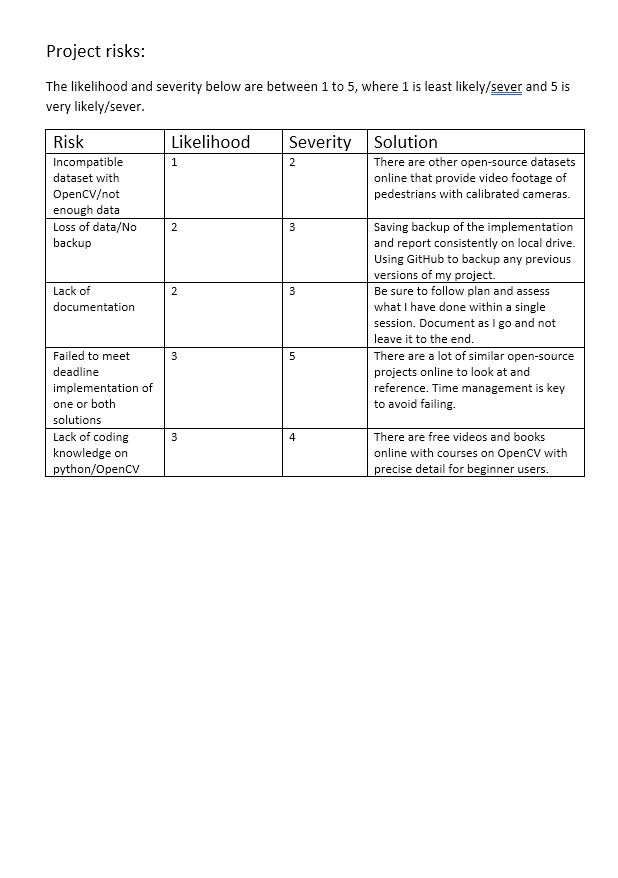 Project risks:
The likelihood and severity below are between 1 to 5, where 1 is least likely/sever and 5 is
very likely/sever.
Risk Likelihood Severity Solution
Incompatible
dataset with
OpenCV/not
enough data
1
2
There are other open-source datasets
online that provide video footage of
pedestrians with calibrated cameras.
Loss of data/No
backup
2
3
Saving backup of the implementation
and report consistently on local drive.
Using GitHub to backup any previous
versions of my project.
Lack of
documentation
2
3
Be sure to follow plan and assess
what I have done within a single
session. Document as I go and not
leave it to the end.
Failed to meet
deadline
implementation of
one or both
solutions
3
5
There are a lot of similar open-source
projects online to look at and
reference. Time management is key
to avoid failing.
Lack of coding
knowledge on
python/OpenCV
3
4
There are free videos and books
online with courses on OpenCV with
precise detail for beginner users.